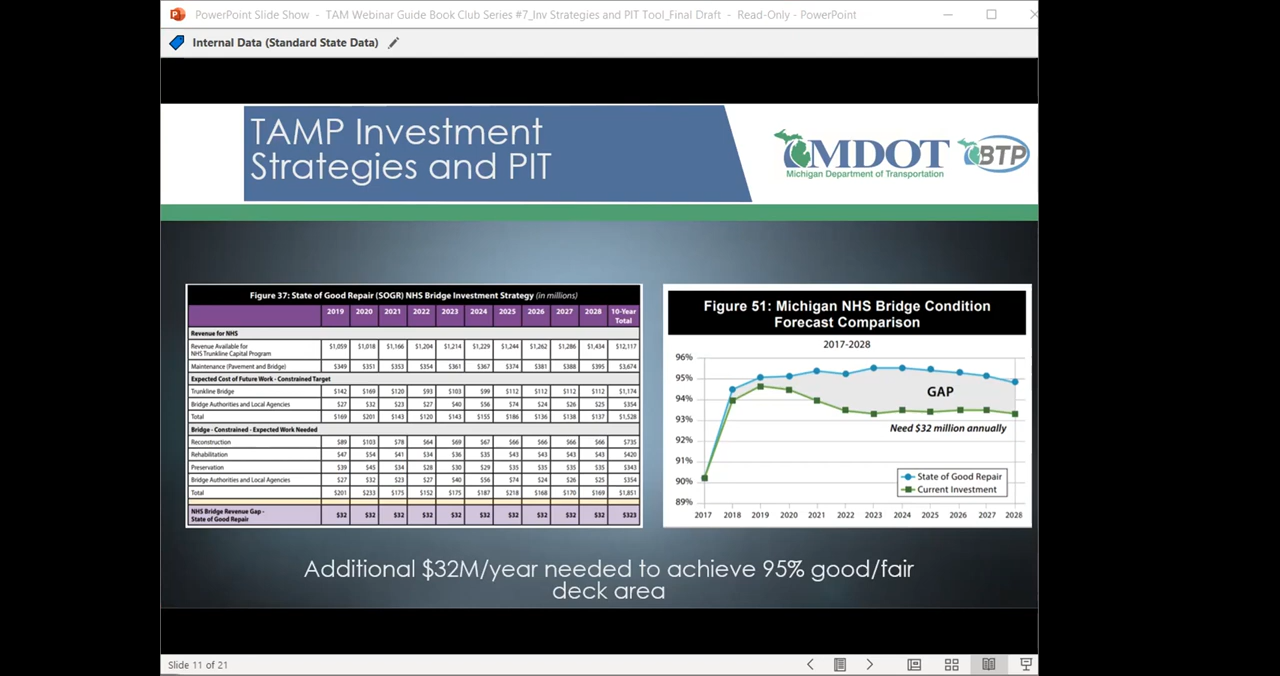 PowerPoint Slide Show - TAM Webinar Guide Book Club Series #7_Inv Strategies and PIT Tool_Final Draft - Read-Only - PowerPoint
Internal Data (Standard State Data)
TAMP Investment
Strategies and PIT
MDOT
Michigan Department of Transportation
BTP
Figure 37: State of Good Repair (SOGR) NHS Bridge Investment Strategy (in millions)
2019 2020 2021 2022 2023 2024 2025 2026 2027 2028 10-Year
Total
Revenue for NHS
Revenue Available for
NHS Trunkline Capital Program $1,059 $1,018 $1,166 $1,204 $1,214 $1,229 $1,244 $1,262 $1,286 $1,434 $12,117
Maintenance (Pavement and Bridge) $349 $351 $353 $354 $361 $367 $374 $381 $388 $395 $3,674
Expected Cost of Future Work - Constrained Target
Trunkline Bridge $142 $169 $120 $93 $103 $99 $112 $112 $112 $112 $1,174
Bridge Authorities and Local Agencies $27 $32 $23 $27 $40 $56 $74 $24 $26 $25 $354
Total $169 $201 $143 $120 $143 $155 $186 $136 $138 $137 $1,528
Bridge - Constrained - Expected Work Needed
Reconstruction $89 $103 $78 $64 $69 $67 $66 $66 $66 $66 $735
Rehabilitation $47 $54 $41 $34 $36 $35 $43 $43 $43 $43 $420
Preservation $39 $45 $34 $28 $30 $29 $35 $35 $35 $35 $343
Bridge Authorities and Local Agencies $27 $32 $23 $27 $40 $56 $74 $24 $26 $25 $354
Total $201 $233 $175 $152 $175 $187 $218 $168 $170 $169 $1,851
NHS Bridge Revenue Gap -
State of Good Repair $32 $32 $32 $32 $32 $32 $32 $32 $32 $32 $323
Figure 51: Michigan NHS Bridge Condition
Forecast Comparison
2017-2028
96%
95%
94%
93%
92%
91%
90%
89%
GAP
Need $32 million annually
State of Good Repair
Current Investment
2017 2018 2019 2020 2021 2022 2023 2024 2025 2026 2027 2028
Additional $32M/year needed to achieve 95% good/fair
deck area
Slide 11 of 21